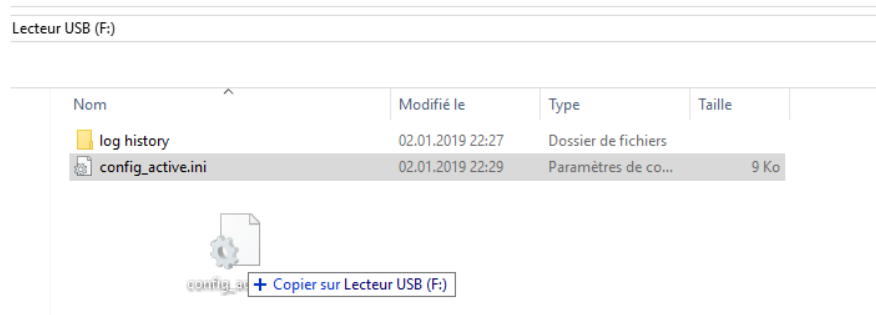 Lecteur USB (F:)
Nom Modifié le Type Taille
log history 02.01.2019 22:27 Dossier de fichiers
config_active.ini 02.01.2019 22:29 Paramètres de co... 9 Ko
config_a
+ Copier sur Lecteur USB (F:)